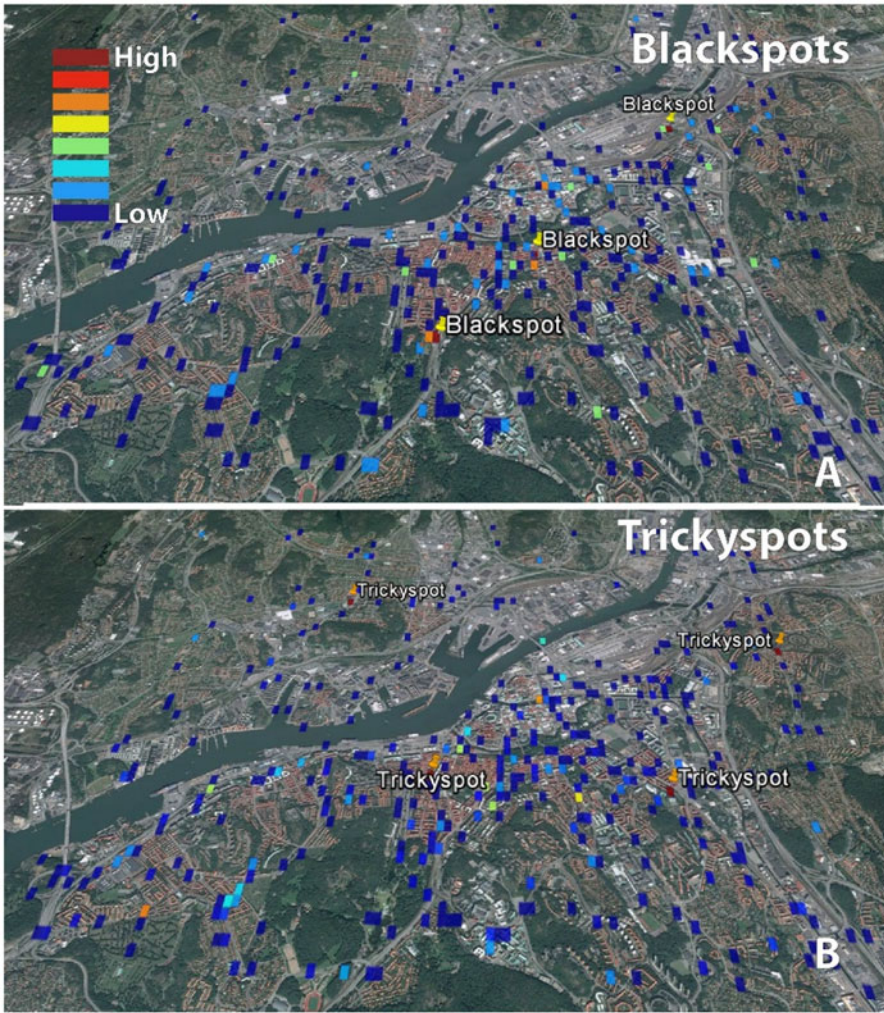 Blackspots
High
Low
Blackspot
Blackspot
Blackspot
A
Trickyspots
Trickyspot
Trickyspot
Trickyspot
Trickyspot
B